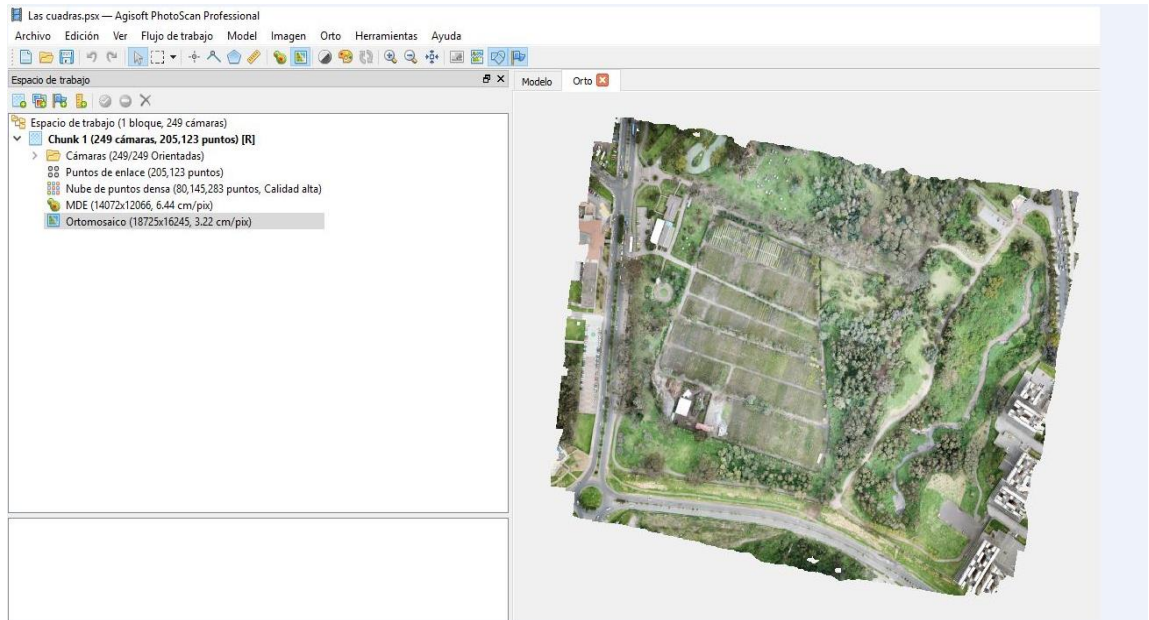 Las cuadras.psx — Agisoft PhotoScan Professional
Archivo Edición Ver Flujo de trabajo Model Imagen Orto Herramientas Ayuda
Espacio de trabajo
Modelo Orto
Espacio de trabajo (1 bloque, 249 cámaras)
Chunk 1 (249 cámaras, 205,123 puntos) [R]
Cámaras (249/249 Orientadas)
Puntos de enlace (205,123 puntos)
Nube de puntos densa (80,145,283 puntos, Calidad alta)
MDE (14072x12066, 6.44 cm/pix)
Ortomosaico (18725x16245, 3.22 cm/pix)